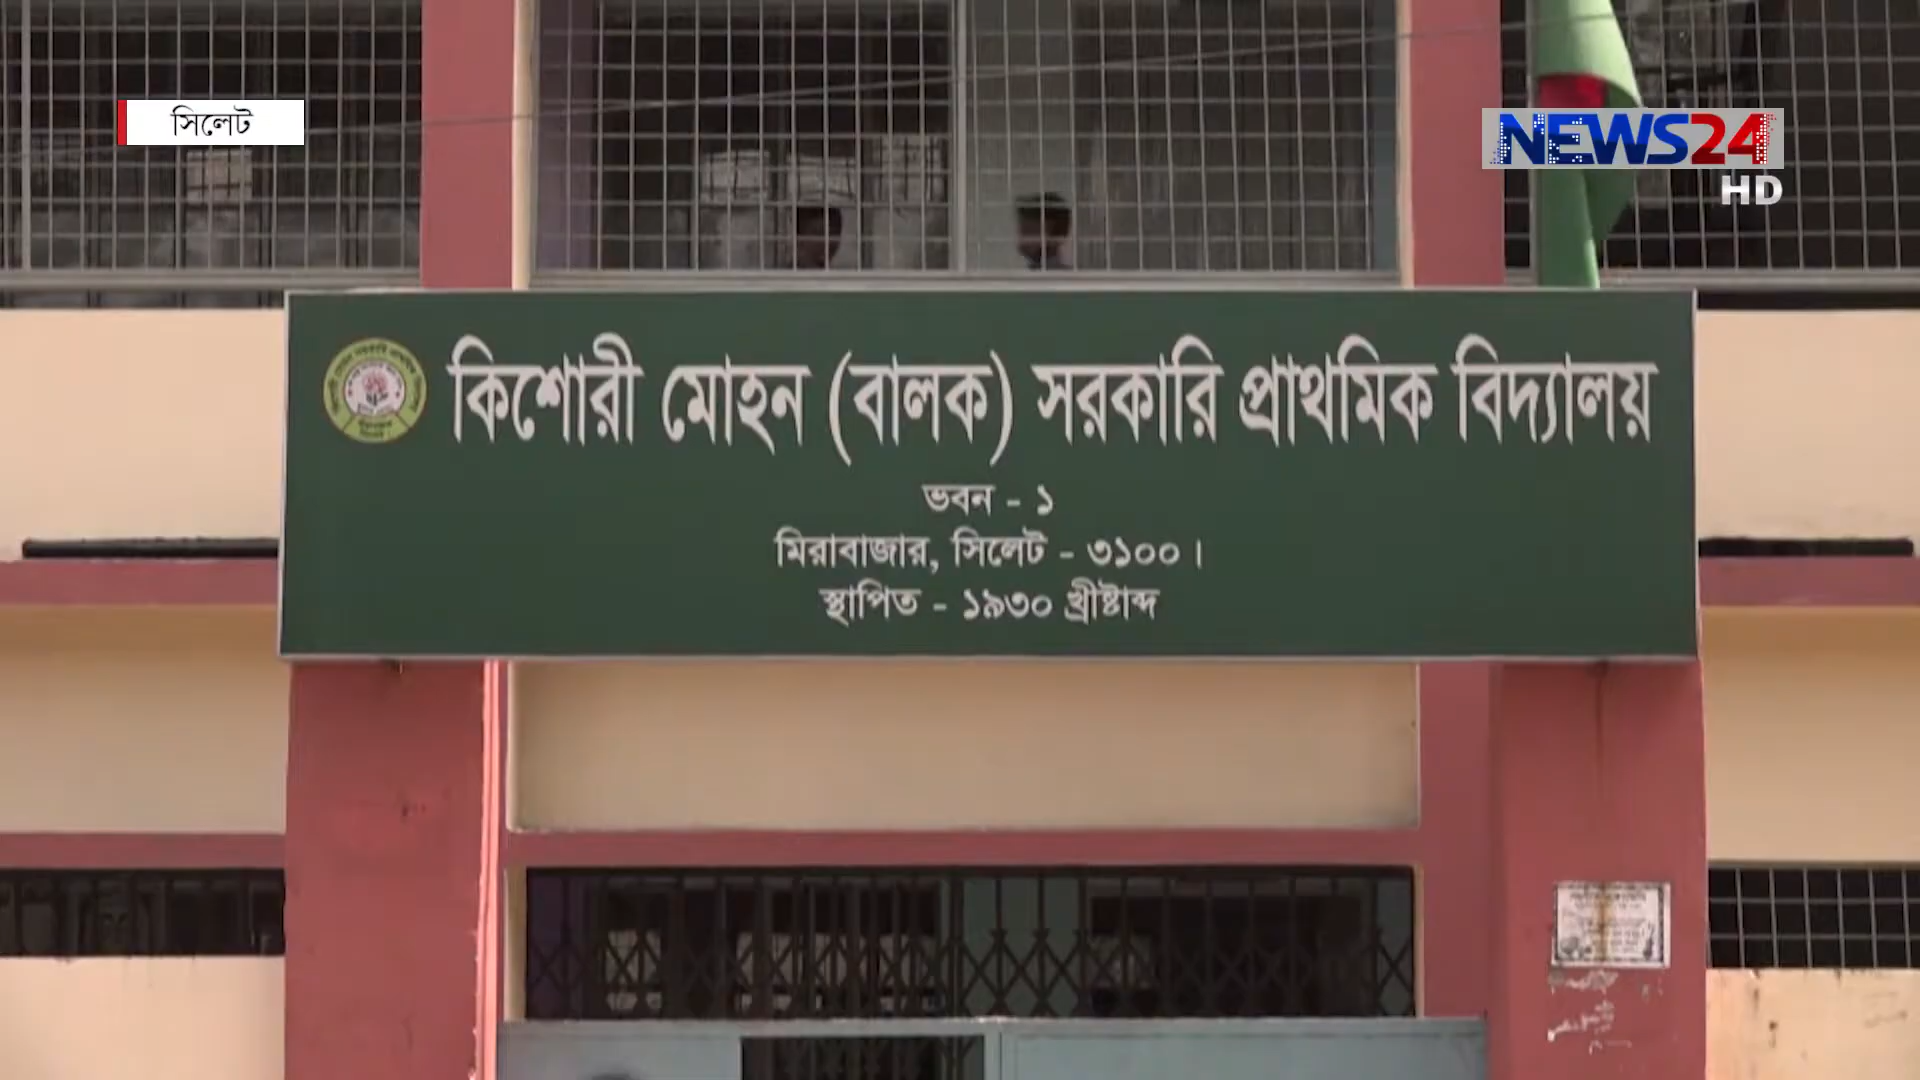 সিলেট
NEWS24
HD
কিশোরী মোহন (বালক) সরকারি প্রাথমিক বিদ্যালয়
ভবন - ১
মিরাবাজার, সিলেট - ৩১০০।
স্থাপিত - ১৯৩০ খ্রীষ্টাব্দ